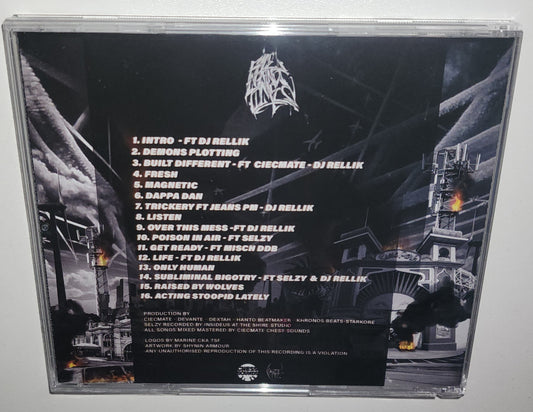 1. INTRO - FT DJ RELLIK
2. DEMONS PLOTTING
3. BUILT DIFFERENT - FT CIECMATE - DJ RELLIK
4. FRESH
5. MAGNETIC
6. DAPPA DAN
7. TRICKERY FT JEANS PM - DJ RELLIK
8. LISTEN
9. OVER THIS MESS - FT DJ RELLIK
10. POISON IN AIR - FT SELZY
11. GET READY - FT MISCH DDB
12. LIFE - FT DJ RELLIK
13. ONLY HUMAN
14. SUBLIMINAL BIGOTRY - FT SELZY & DJ RELLIK
15. RAISED BY WOLVES
16. ACTING STOOPID LATELY
PRODUCTION BY
CIECMATE - DEVANTE - DEXTAH - HANTO BEATMAKER - KHRONOS BEATS-STARKORE
SELZY RECORDED BY INSIDEUS AT THE SHIRE STUDIO
ALL SONGS MIXED MASTERED BY CIECMATE CHESS SOUNDS
LOGOS BY MARINE CKA TSF
ARTWORK BY SHYNIN ARMOUR
-ANY UNAUTHORISED REPRODUCTION OF THIS RECORDING IS A VIOLATION